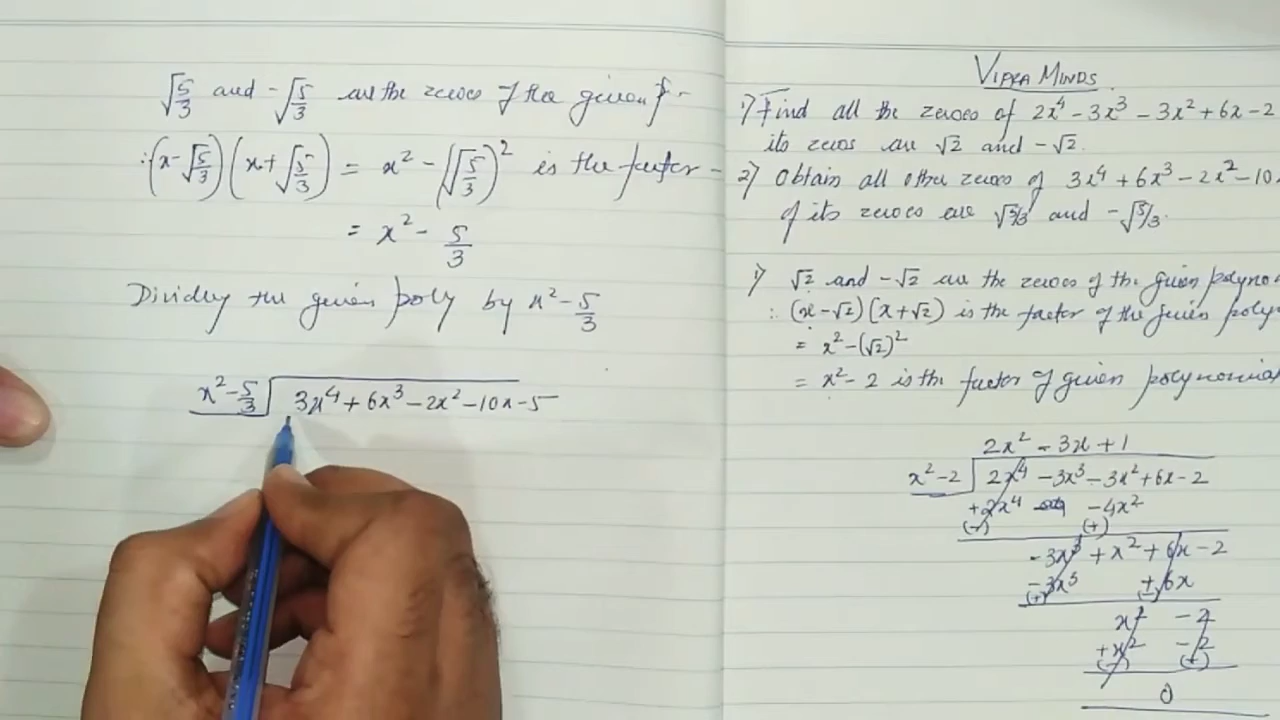 √5/3 and -√5/3 are the zeroes of the given p-
∴ (x-√5/3)(x+√5/3) = x² - (√5/3)² is the factor -
= x² - 5/3
Dividing the given poly by x² - 5/3
x² - 5/3 3x⁴ + 6x³ - 2x² - 10x - 5
VIPRA MINDS
1) Find all the zeroes of 2x⁴ - 3x³ - 3x² + 6x - 2
its zeros are √2 and -√2.
2) Obtain all other zeroes of 3x⁴ + 6x³ - 2x² - 10
of its zeroes are √5/3 and -√5/3.
1) √2 and -√2 are the zeroes of the given polyno
∴ (x-√2)(x+√2) is the factor of the given poly
= x² - (√2)²
= x² - 2 is the factor of given polynomial
2x² - 3x + 1
x² - 2 2x⁴ - 3x³ - 3x² + 6x - 2
+2x⁴ - 4x²
(-) (+)
-3x³ + x² + 6x - 2
-3x³ + 6x
(+) (-)
x² - 2
+x² - 2
(-) (+)
0